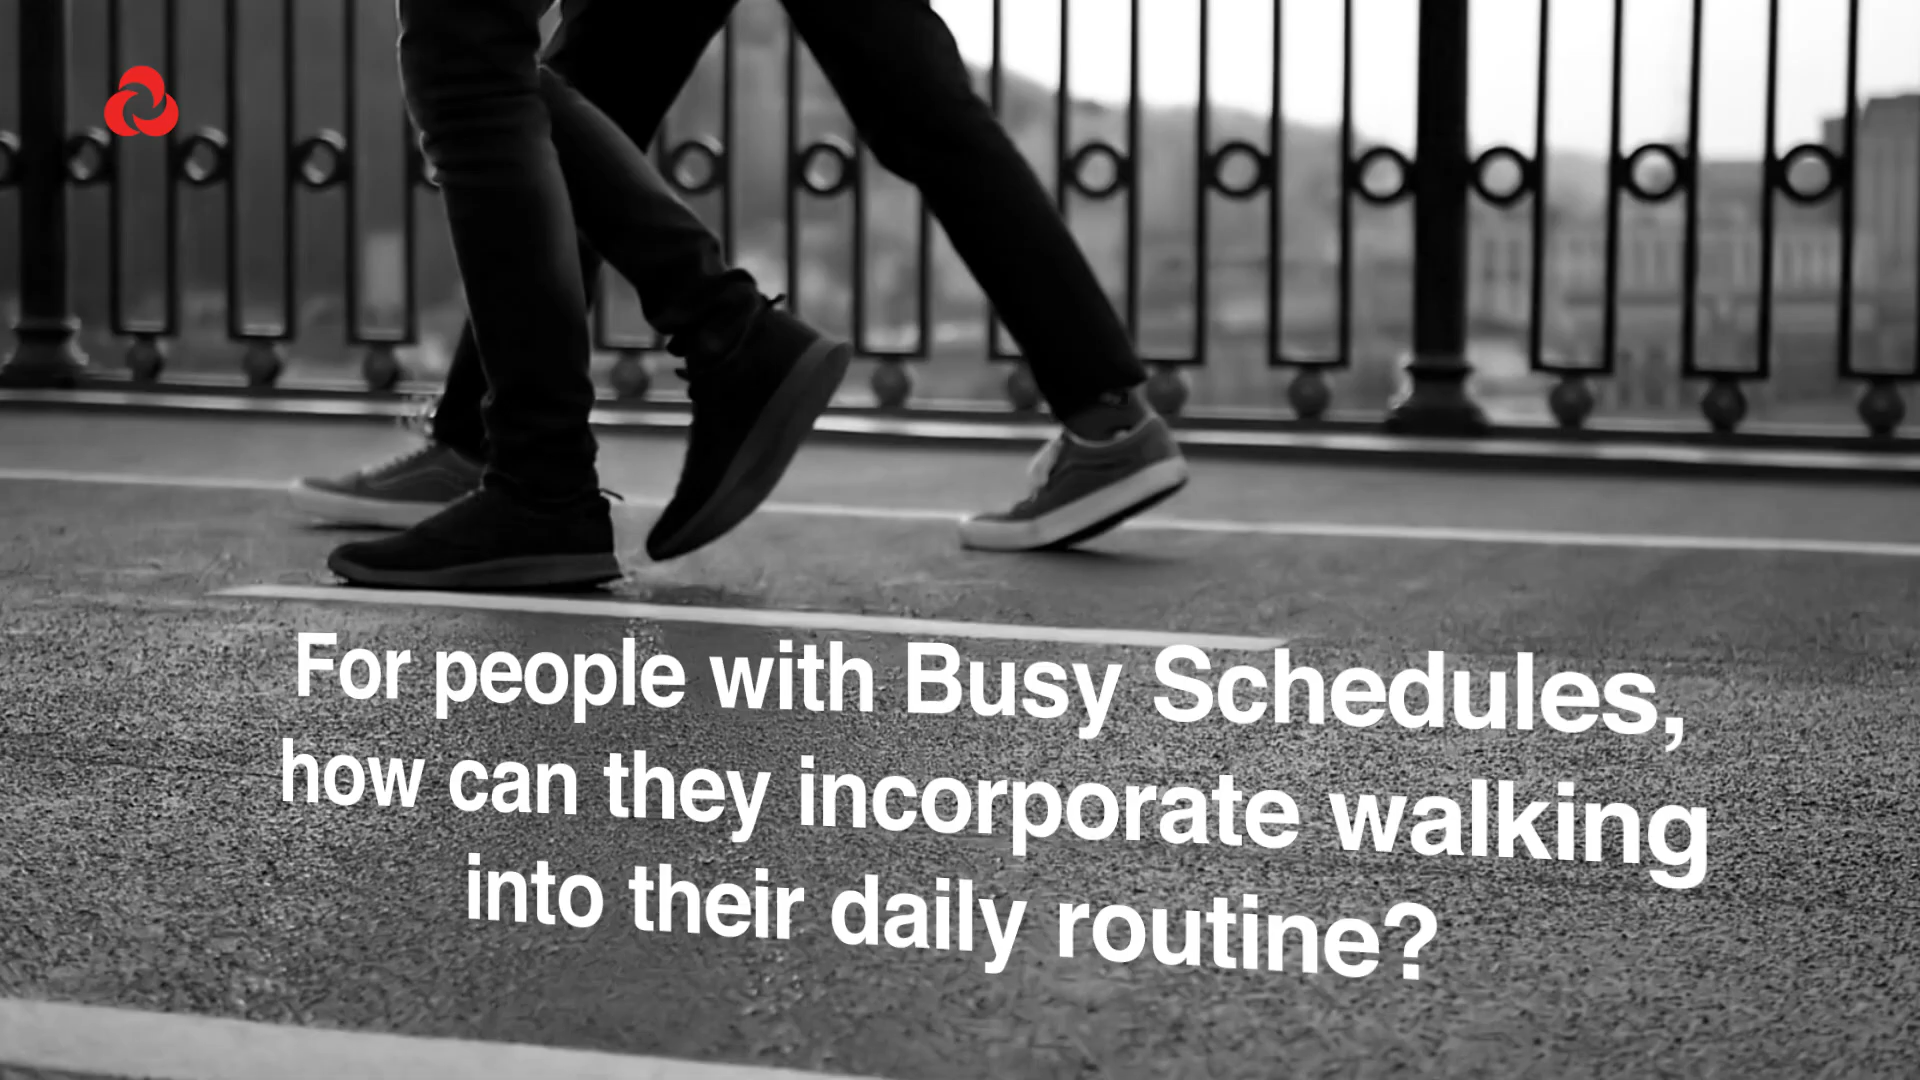 For people with Busy Schedules,
how can they incorporate walking
into their daily routine?